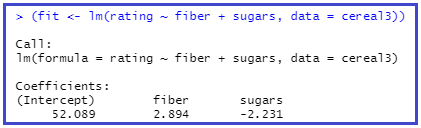 > (fit <- lm(rating ~ fiber + sugars, data = cereal3))
Call:
lm(formula = rating ~ fiber + sugars, data = cereal3)
Coefficients:
(Intercept) fiber sugars
52.089 2.894 -2.231